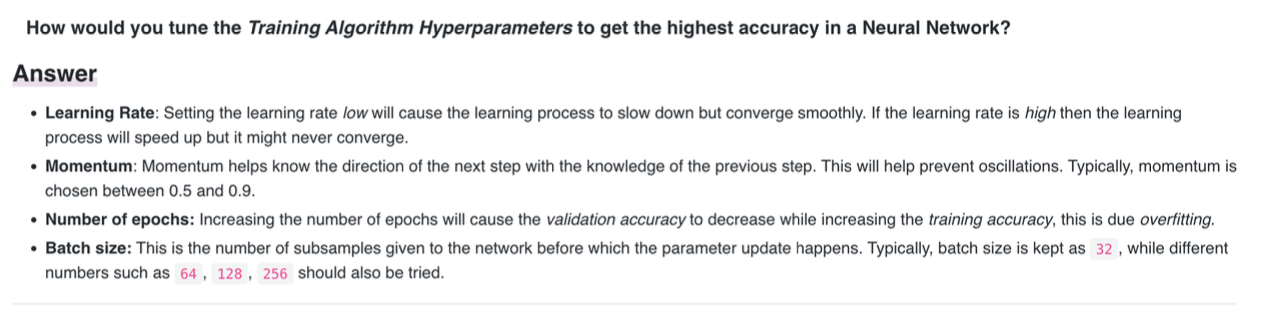 How would you tune the Training Algorithm Hyperparameters to get the highest accuracy in a Neural Network?
Answer
• Learning Rate: Setting the learning rate low will cause the learning process to slow down but converge smoothly. If the learning rate is high then the learning
process will speed up but it might never converge.
• Momentum: Momentum helps know the direction of the next step with the knowledge of the previous step. This will help prevent oscillations. Typically, momentum is
chosen between 0.5 and 0.9.
• Number of epochs: Increasing the number of epochs will cause the validation accuracy to decrease while increasing the training accuracy, this is due overfitting.
• Batch size: This is the number of subsamples given to the network before which the parameter update happens. Typically, batch size is kept as 32 , while different
numbers such as 64 , 128 , 256 should also be tried.